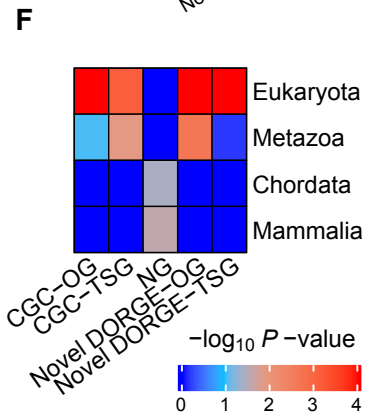 No
F
Eukaryota
Metazoa
Chordata
Mammalia
CGC−OG
CGC−TSG
NG
Novel DORGE−OG
Novel DORGE−TSG
−log10 P −value
0 1 2 3 4